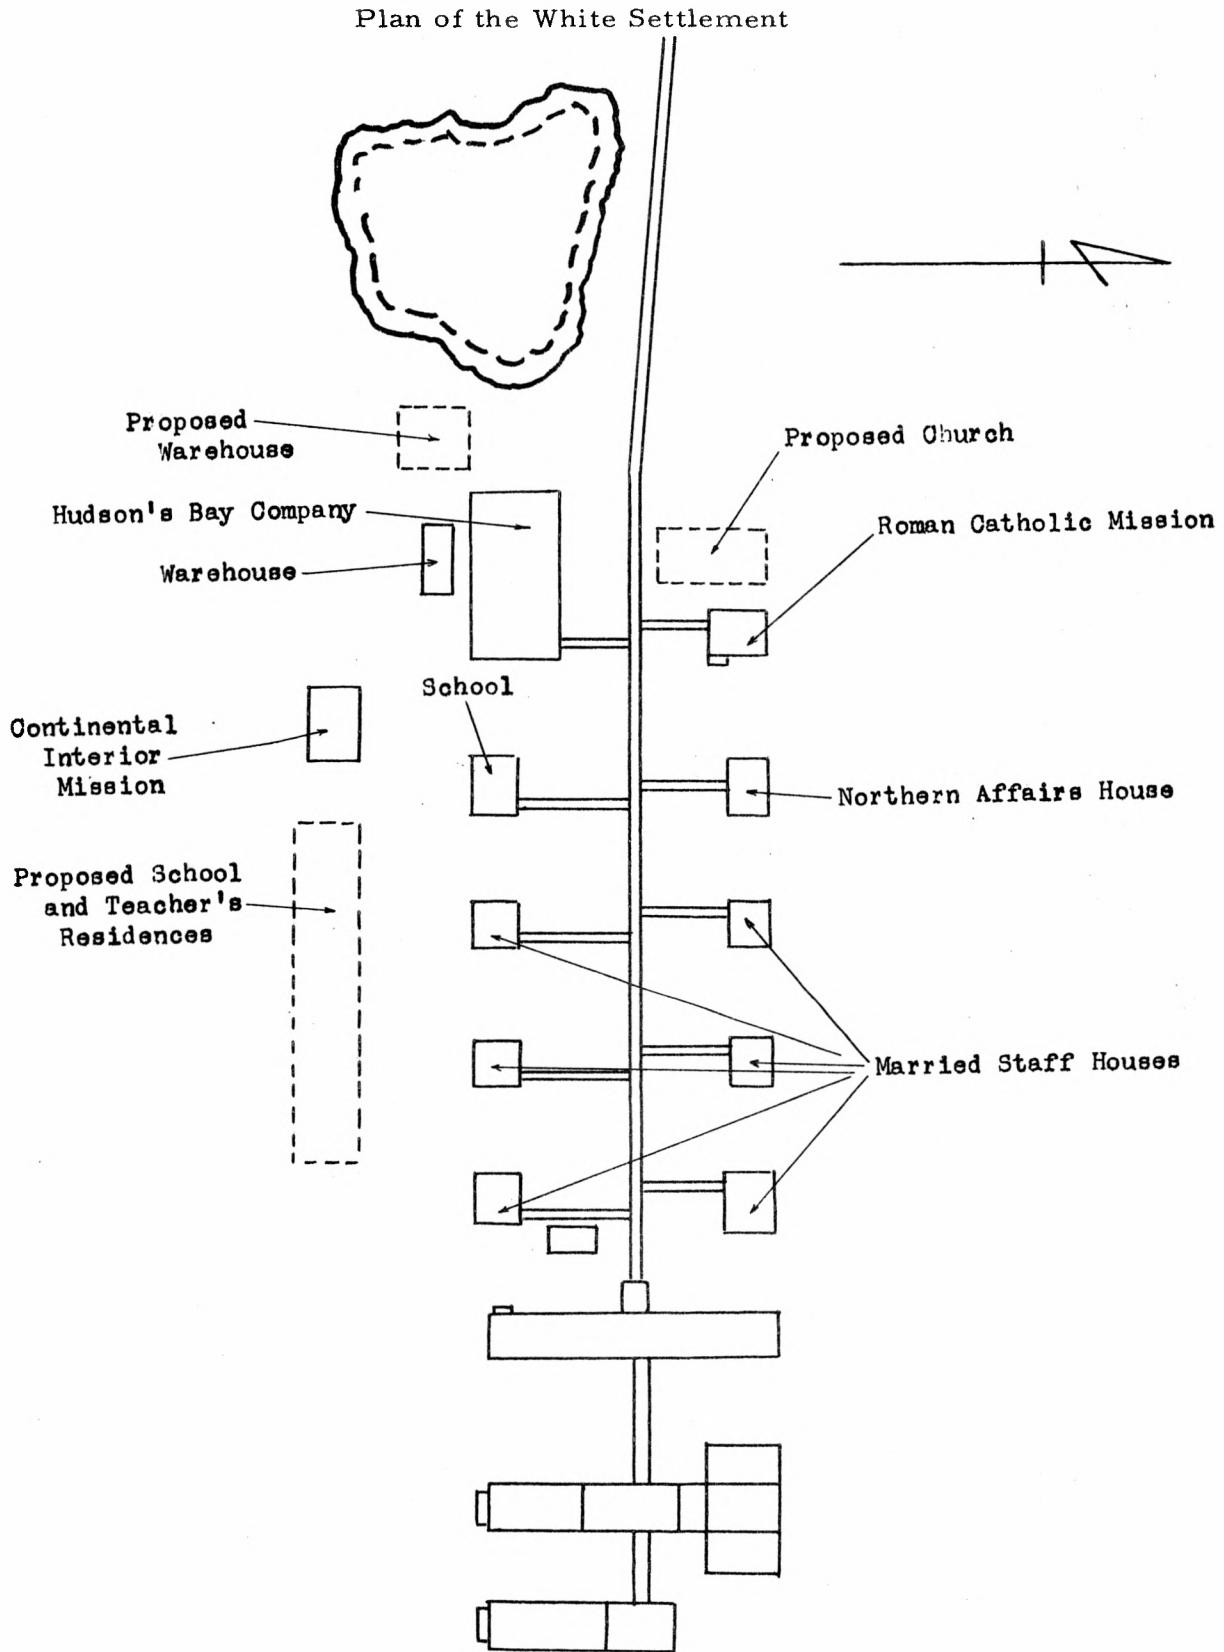 Plan of the White Settlement
Proposed
Warehouse
Proposed Church
Hudson's Bay Company
Roman Catholic Mission
Warehouse
School
Continental
Interior
Mission
Northern Affairs House
Proposed School
and Teacher's
Residences
Married Staff Houses